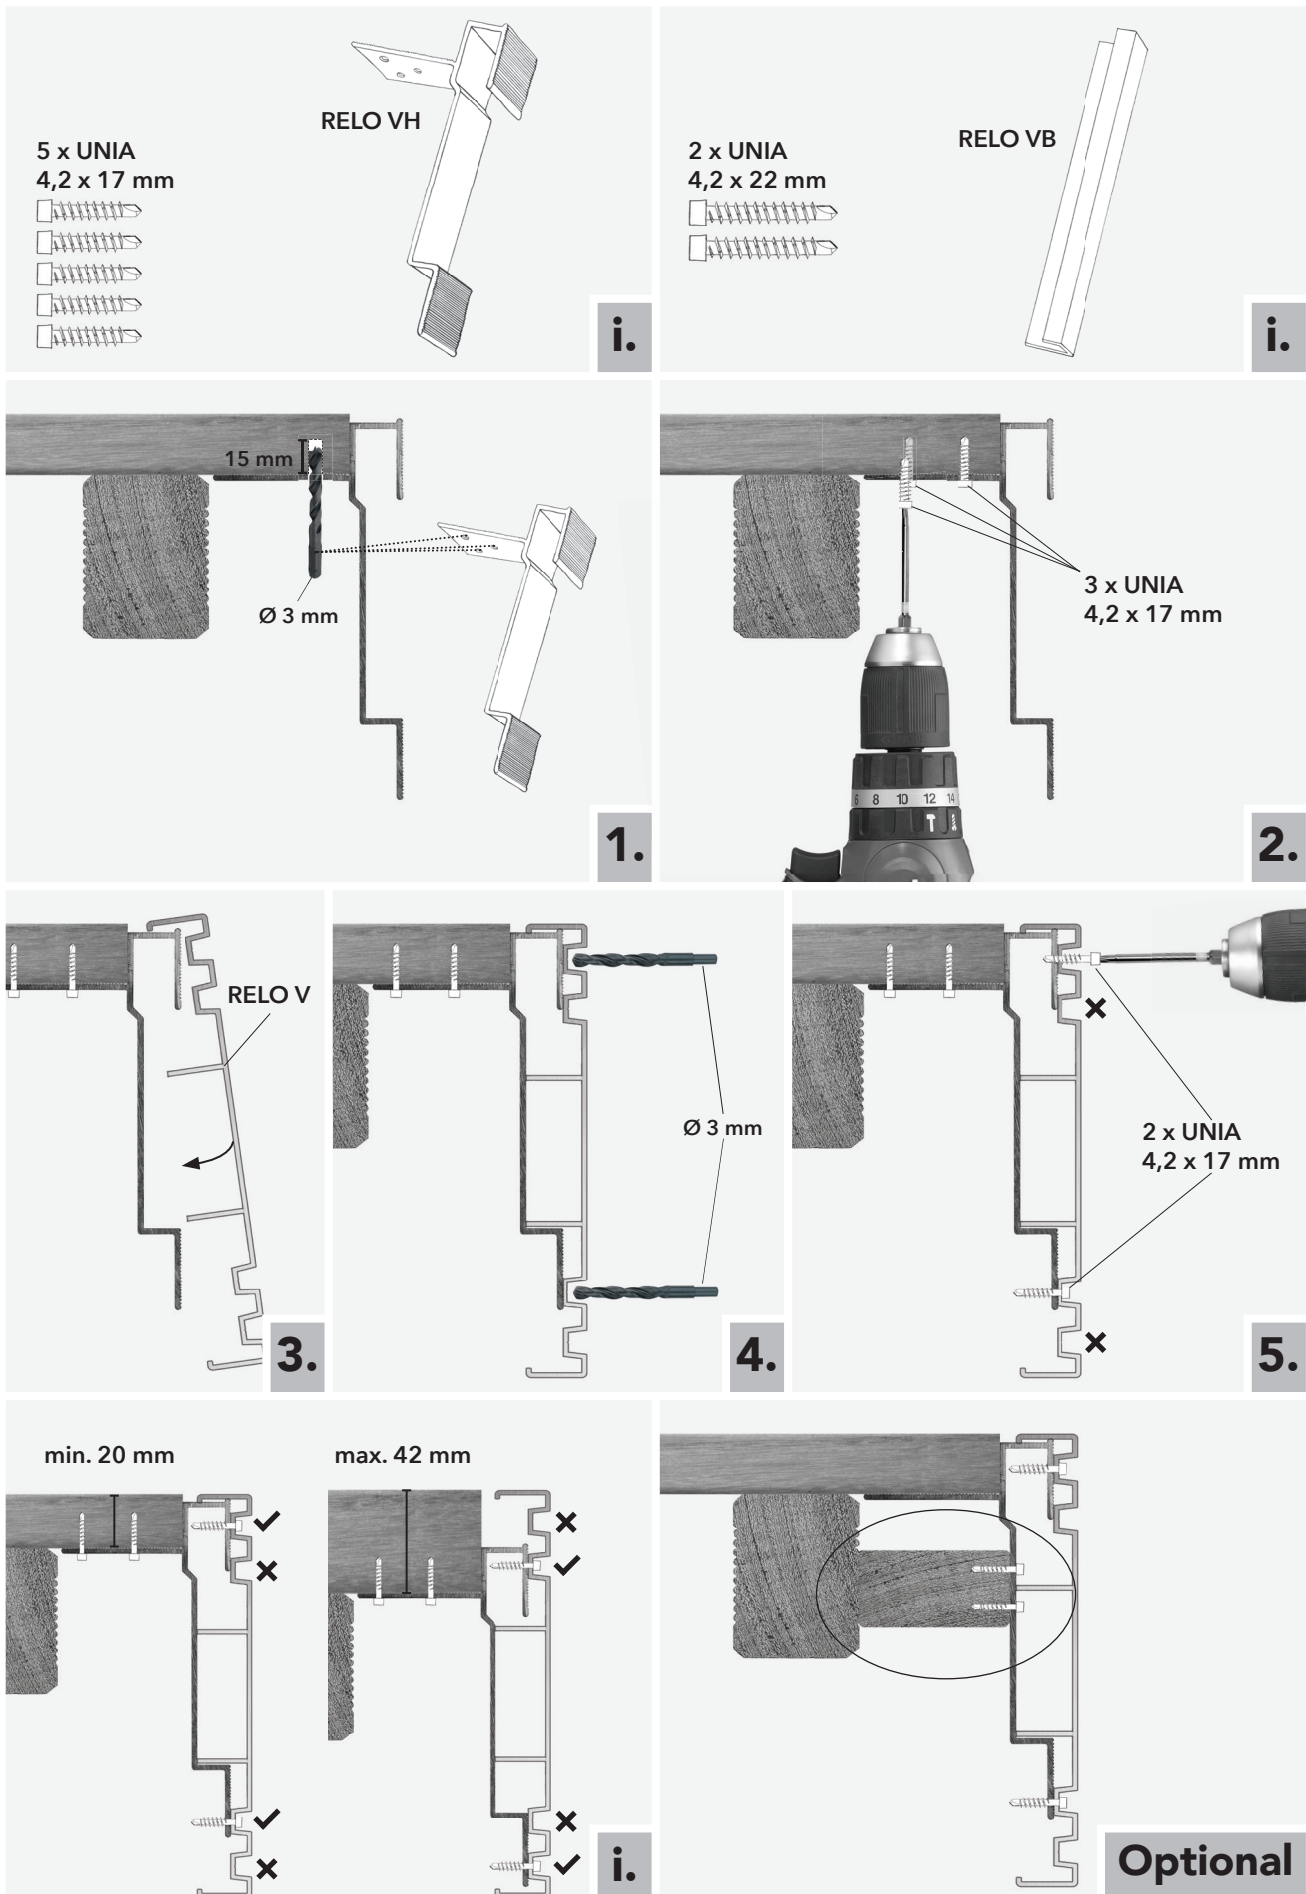 RELO VH
5 x UNIA
4,2 x 17 mm
i.
RELO VB
2 x UNIA
4,2 x 22 mm
i.
15 mm
Ø 3 mm
1.
3 x UNIA
4,2 x 17 mm
6 8 10 12 14
2.
RELO V
3.
Ø 3 mm
4.
2 x UNIA
4,2 x 17 mm
5.
min. 20 mm
max. 42 mm
i.
Optional